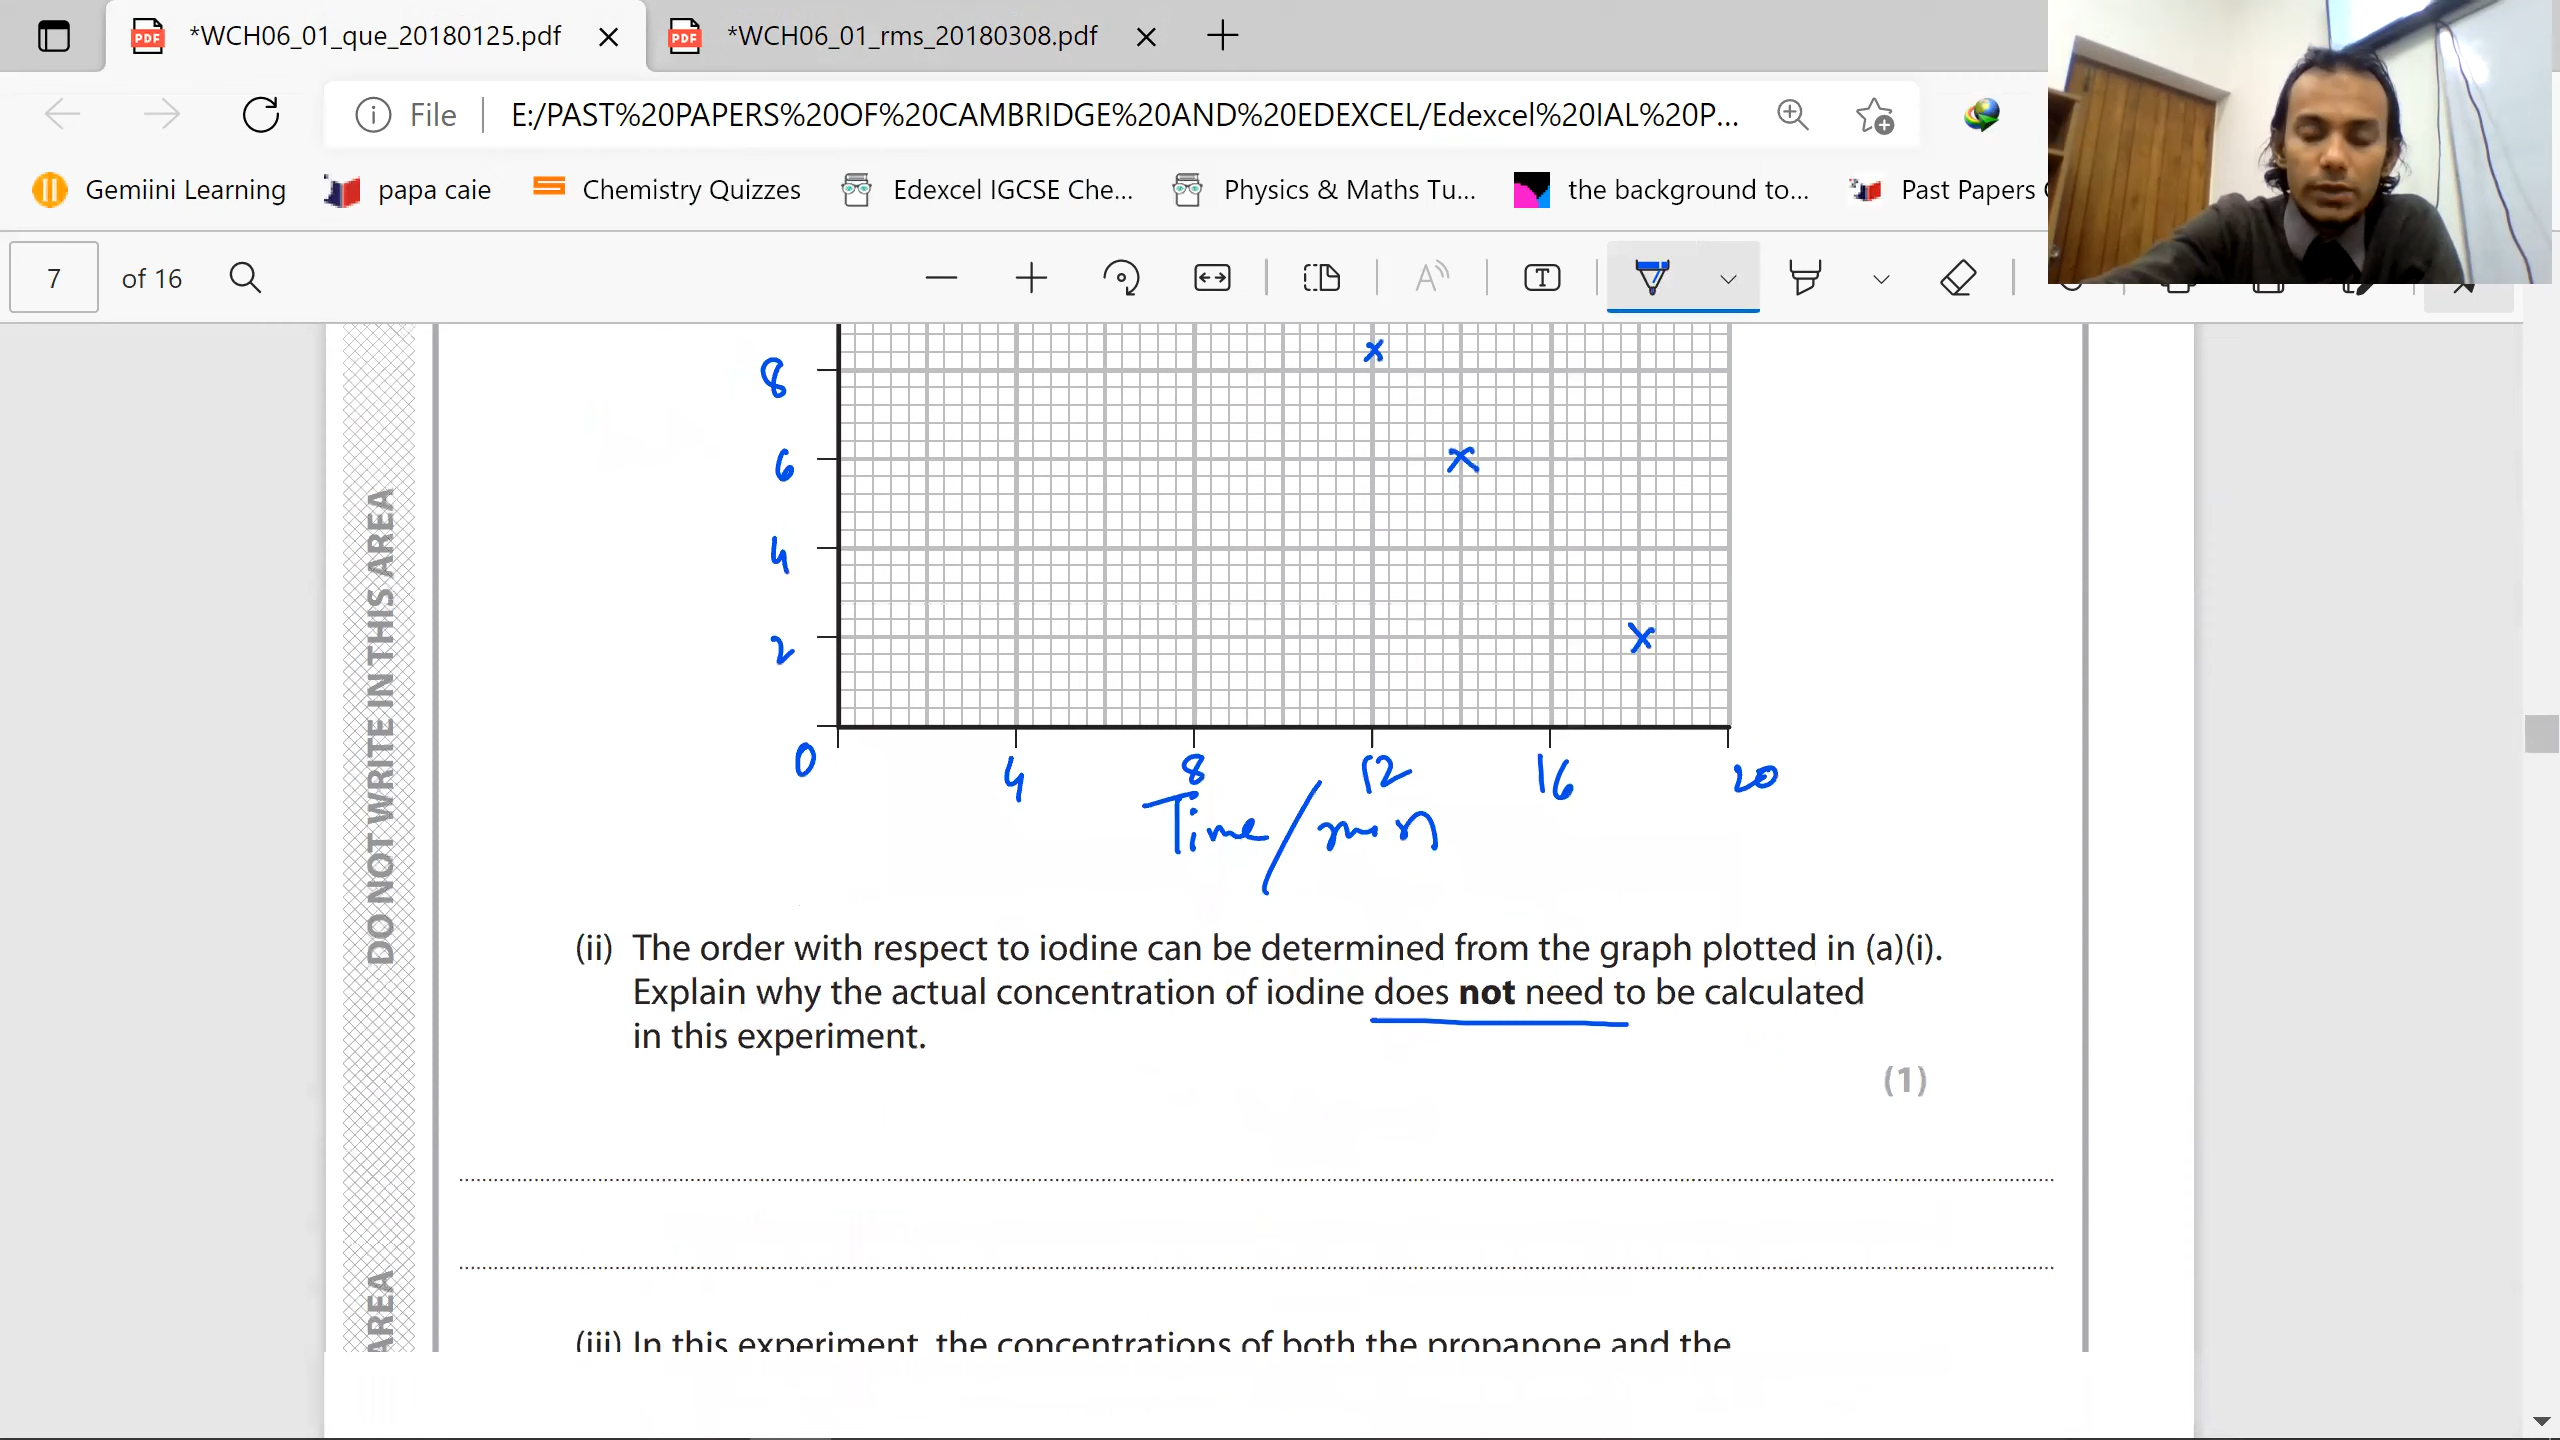 *WCH06_01_que_20180125.pdf
*WCH06_01_rms_20180308.pdf
File
E:/PAST%20PAPERS%20OF%20CAMBRIDGE%20AND%20EDEXCEL/Edexcel%20IAL%20P...
Gemiini Learning
papa caie
Chemistry Quizzes
Edexcel IGCSE Che...
Physics & Maths Tu...
the background to...
Past Papers
7 of 16
8
6
4
2
0 4 8 12 16 20
Time/min
(ii) The order with respect to iodine can be determined from the graph plotted in (a)(i).
Explain why the actual concentration of iodine does not need to be calculated
in this experiment.
(1)
(iii) In this experiment, the concentrations of both the propanone and the
DO NOT WRITE IN THIS AREA
AREA